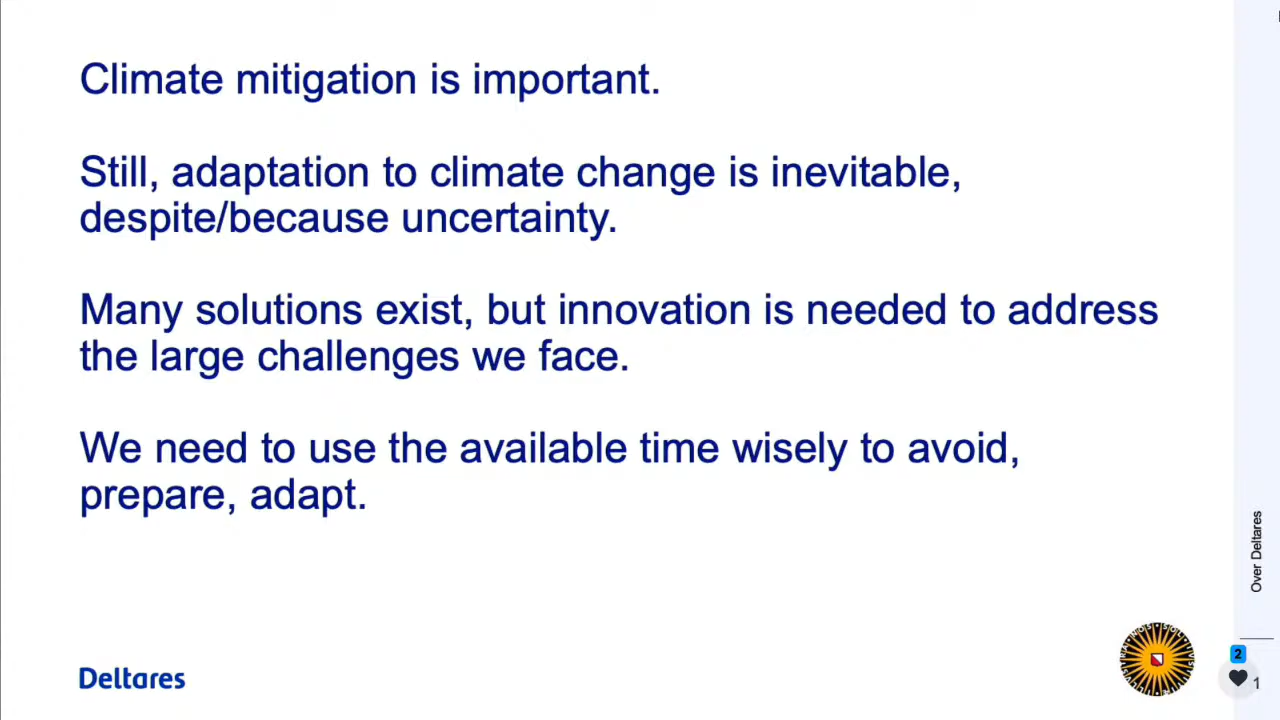 Climate mitigation is important.
Still, adaptation to climate change is inevitable,
despite/because uncertainty.
Many solutions exist, but innovation is needed to address
the large challenges we face.
We need to use the available time wisely to avoid,
prepare, adapt.
Over Deltares
Deltares
2
1